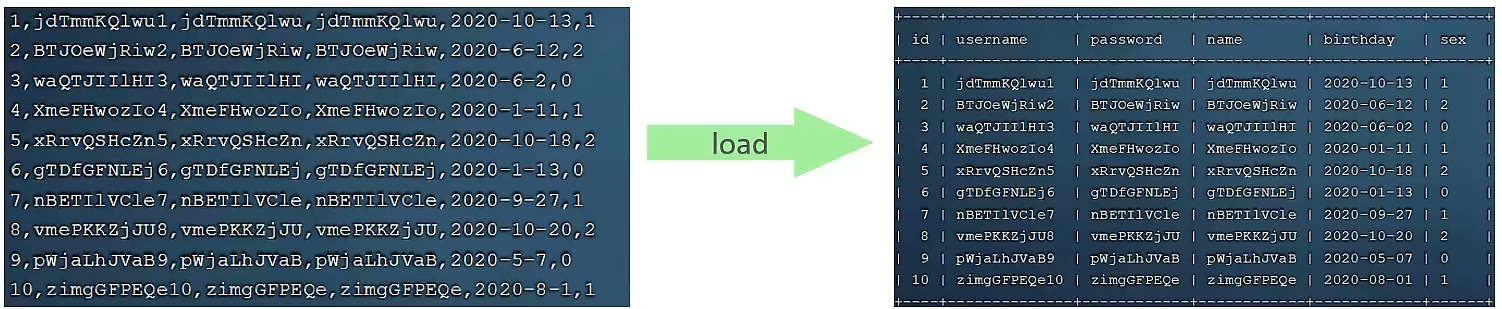 1,jdTmmKQlwu1,jdTmmKQlwu,jdTmmKQlwu,2020-10-13,1
2,BTJOeWjRiw2,BTJOeWjRiw,BTJOeWjRiw,2020-6-12,2
3,waQTJIIlHI3,waQTJIIlHI,waQTJIIlHI,2020-6-2,0
4,XmeFHwozIo4,XmeFHwozIo,XmeFHwozIo,2020-1-11,1
5,xRrvQSHcZn5,xRrvQSHcZn,xRrvQSHcZn,2020-10-18,2
6,gTDfGFNLEj6,gTDfGFNLEj,gTDfGFNLEj,2020-1-13,0
7,nBETIlVCle7,nBETIlVCle,nBETIlVCle,2020-9-27,1
8,vmePKKZjJU8,vmePKKZjJU,vmePKKZjJU,2020-10-20,2
9,pWjaLhJVaB9,pWjaLhJVaB,pWjaLhJVaB,2020-5-7,0
10,zimgGFPEQe10,zimgGFPEQe,zimgGFPEQe,2020-8-1,1
load
+----+--------------+------------+------------+------------+------+
| id | username | password | name | birthday | sex |
+----+--------------+------------+------------+------------+------+
| 1 | jdTmmKQlwu1 | jdTmmKQlwu | jdTmmKQlwu | 2020-10-13 | 1 |
| 2 | BTJOeWjRiw2 | BTJOeWjRiw | BTJOeWjRiw | 2020-06-12 | 2 |
| 3 | waQTJIIlHI3 | waQTJIIlHI | waQTJIIlHI | 2020-06-02 | 0 |
| 4 | XmeFHwozIo4 | XmeFHwozIo | XmeFHwozIo | 2020-01-11 | 1 |
| 5 | xRrvQSHcZn5 | xRrvQSHcZn | xRrvQSHcZn | 2020-10-18 | 2 |
| 6 | gTDfGFNLEj6 | gTDfGFNLEj | gTDfGFNLEj | 2020-01-13 | 0 |
| 7 | nBETIlVCle7 | nBETIlVCle | nBETIlVCle | 2020-09-27 | 1 |
| 8 | vmePKKZjJU8 | vmePKKZjJU | vmePKKZjJU | 2020-10-20 | 2 |
| 9 | pWjaLhJVaB9 | pWjaLhJVaB | pWjaLhJVaB | 2020-05-07 | 0 |
| 10 | zimgGFPEQe10 | zimgGFPEQe | zimgGFPEQe | 2020-08-01 | 1 |
+----+--------------+------------+------------+------------+------+